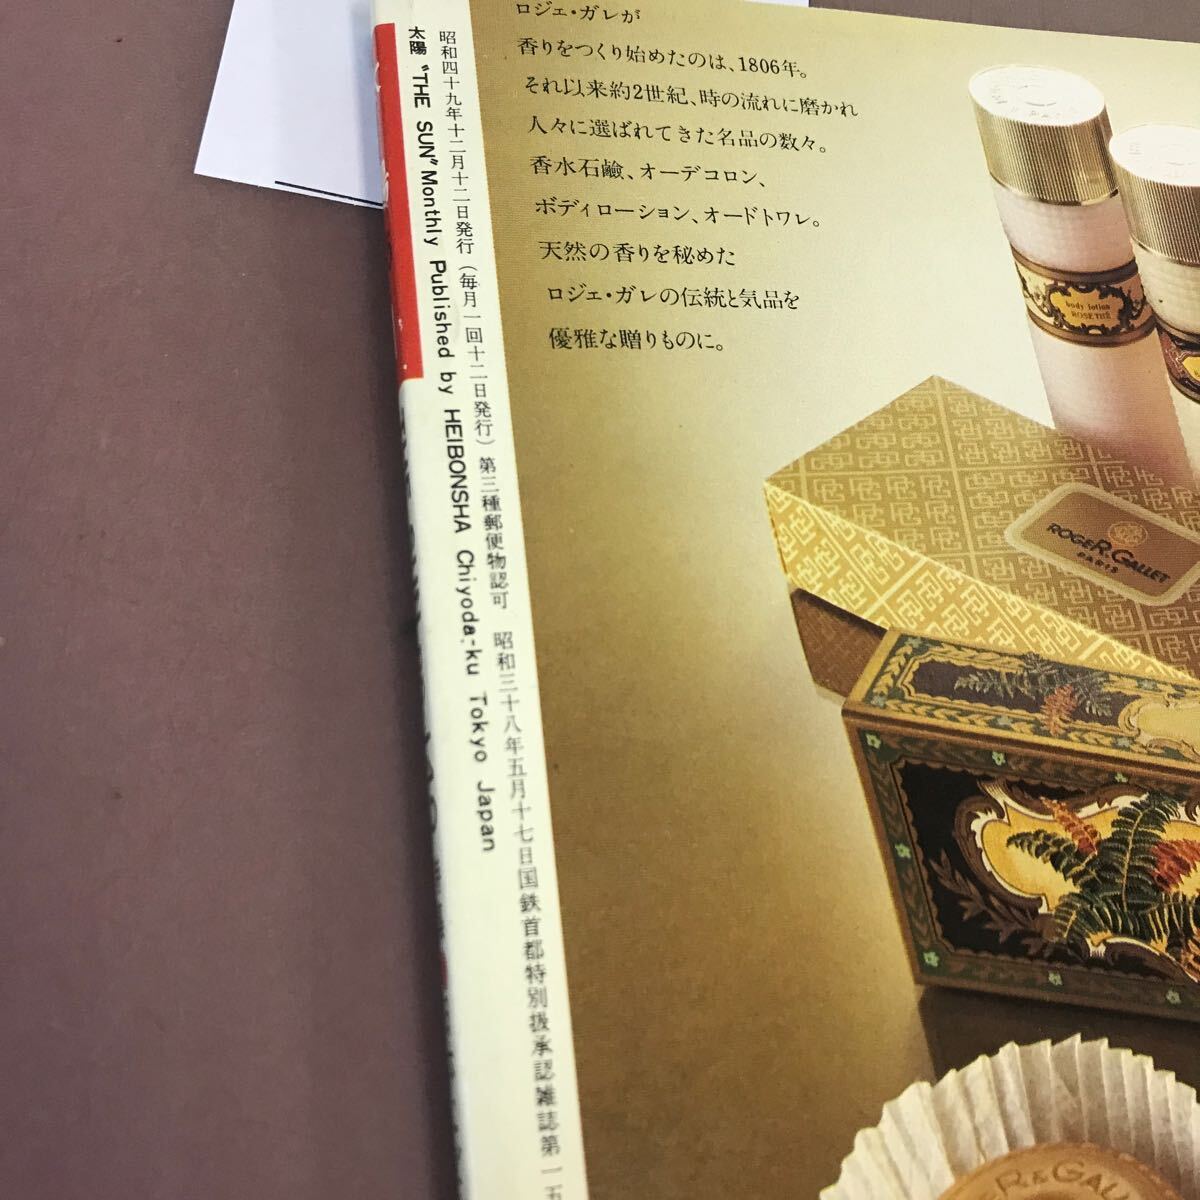 ロジェ・ガレが
香りをつくり始めたのは、1806年。
それ以来約2世紀、時の流れに磨かれ
人々に選ばれてきた名品の数々。
香水石鹸、オーデコロン、
ボディローション、オードトワレ。
天然の香りを秘めた
ロジェ・ガレの伝統と気品を
優雅な贈りものに。
昭和四十九年十二月十二日発行（毎月一回十二日発行）第三種郵便物認可 昭和三十八年五月十七日国鉄首都特別扱承認雑誌第一五
太陽 "THE SUN" Monthly Published by HEIBONSHA Chiyoda-ku Tokyo Japan
body lotion
ROSE THÉ
ROGER & GALLET
PARIS
R&GAL